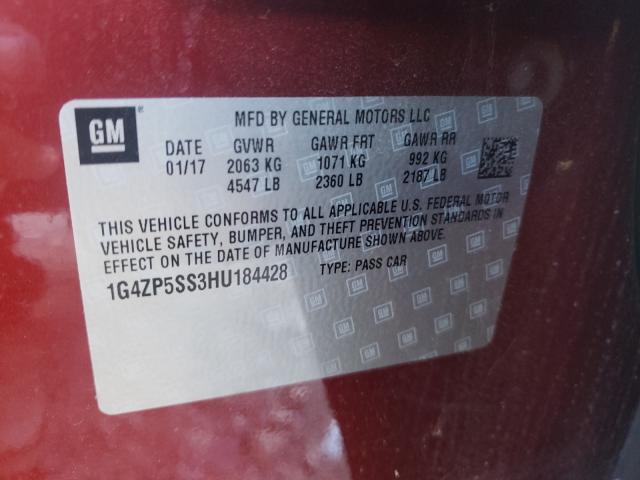 GM
MFD BY GENERAL MOTORS LLC
DATE GVWR GAWR FRT GAWR RR
01/17 2063 KG 1071 KG 992 KG
4547 LB 2360 LB 2187 LB
THIS VEHICLE CONFORMS TO ALL APPLICABLE U.S. FEDERAL MOTOR
VEHICLE SAFETY, BUMPER, AND THEFT PREVENTION STANDARDS IN
EFFECT ON THE DATE OF MANUFACTURE SHOWN ABOVE.
1G4ZP5SS3HU184428 TYPE: PASS CAR